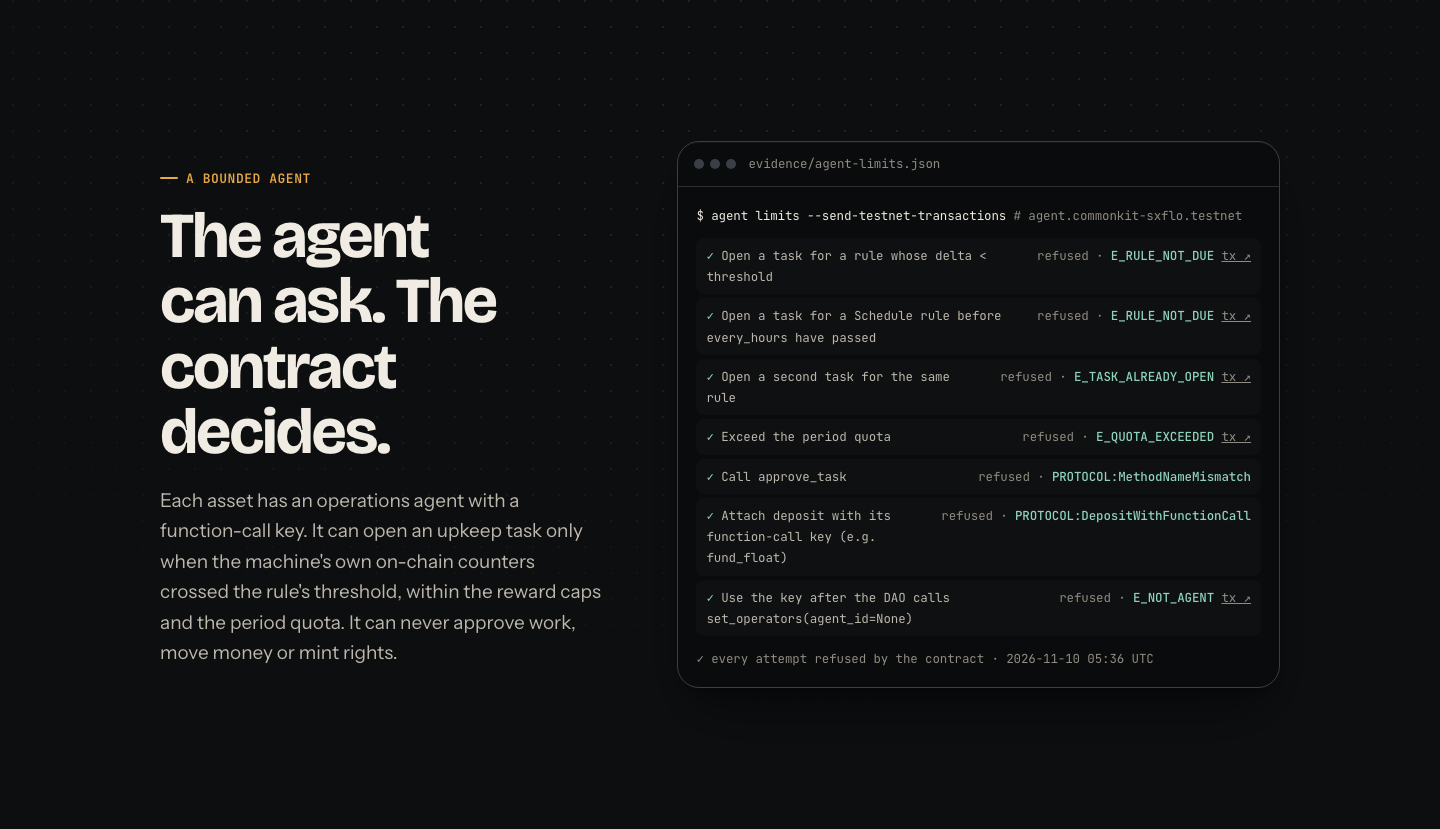 A BOUNDED AGENT
The agent
can ask. The
contract
decides.
Each asset has an operations agent with a
function-call key. It can open an upkeep task only
when the machine's own on-chain counters
crossed the rule's threshold, within the reward caps
and the period quota. It can never approve work,
move money or mint rights.
evidence/agent-limits.json
$ agent limits --send-testnet-transactions # agent.commonkit-sxflo.testnet
✓ Open a task for a rule whose delta < refused · E_RULE_NOT_DUE tx ↗
threshold
✓ Open a task for a Schedule rule before refused · E_RULE_NOT_DUE tx ↗
every_hours have passed
✓ Open a second task for the same refused · E_TASK_ALREADY_OPEN tx ↗
rule
✓ Exceed the period quota refused · E_QUOTA_EXCEEDED tx ↗
✓ Call approve_task refused · PROTOCOL:MethodNameMismatch
✓ Attach deposit with its refused · PROTOCOL:DepositWithFunctionCall
function-call key (e.g.
fund_float)
✓ Use the key after the DAO calls refused · E_NOT_AGENT tx ↗
set_operators(agent_id=None)
✓ every attempt refused by the contract · 2026-11-10 05:36 UTC